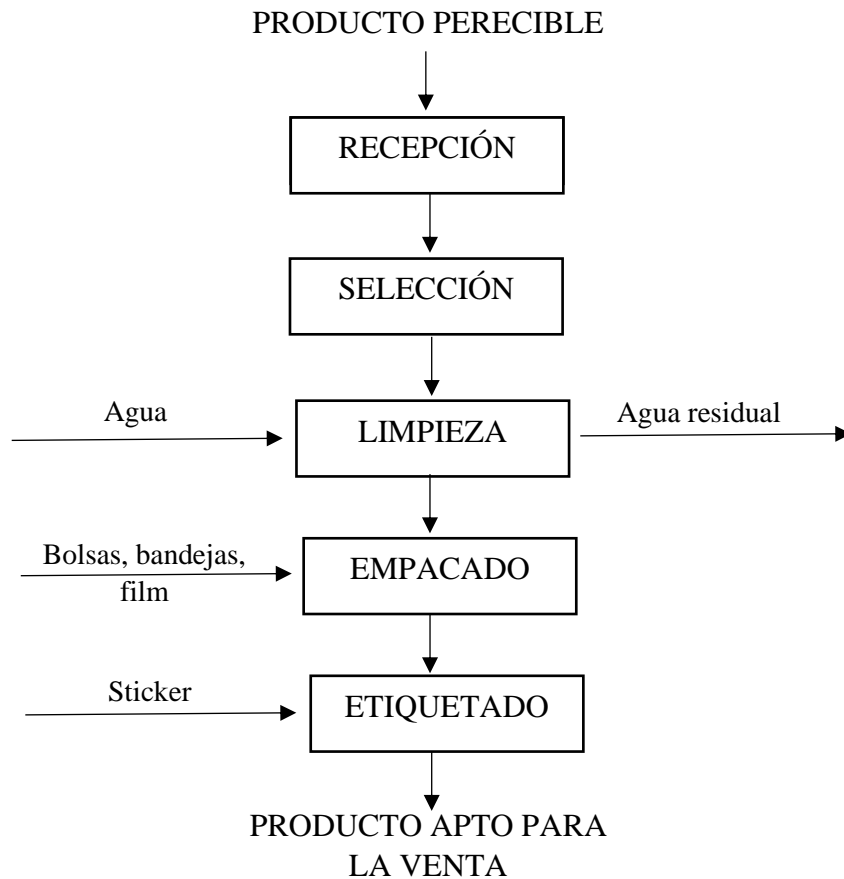 PRODUCTO PERECIBLE
RECEPCIÓN
SELECCIÓN
Agua
LIMPIEZA
Agua residual
Bolsas, bandejas,
film
EMPACADO
Sticker
ETIQUETADO
PRODUCTO APTO PARA
LA VENTA